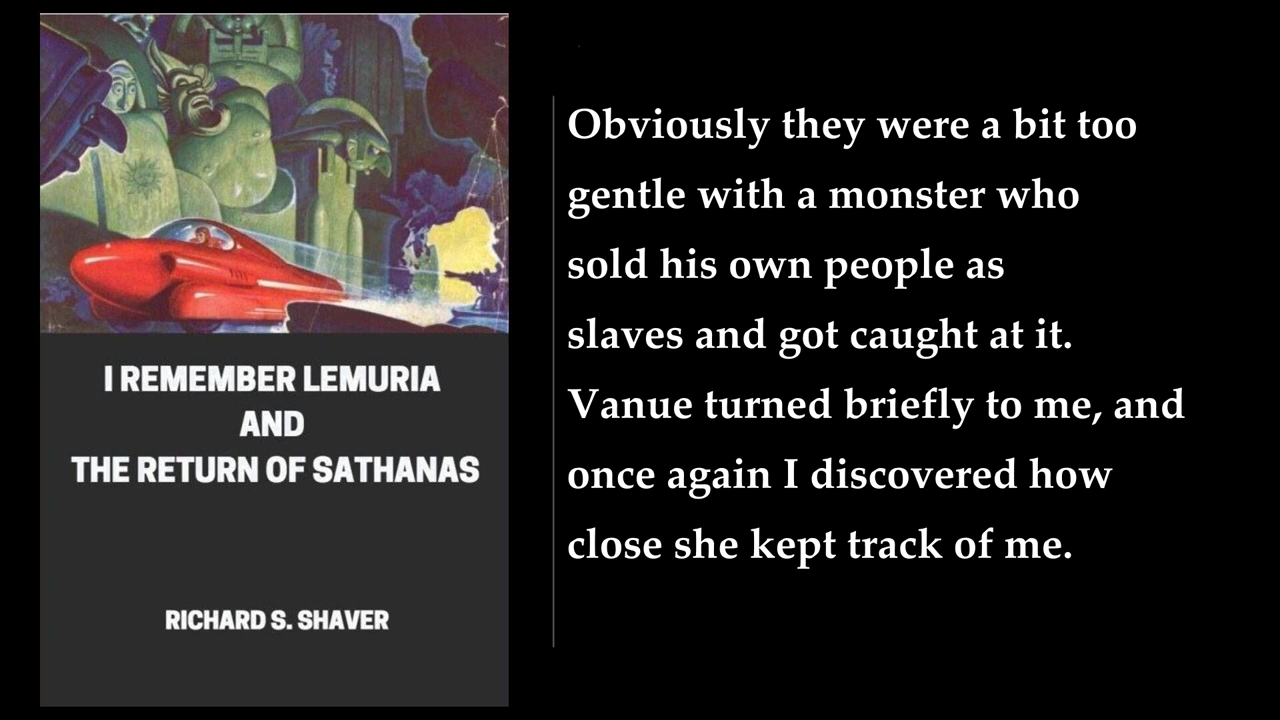 I REMEMBER LEMURIA
AND
THE RETURN OF SATHANAS
RICHARD S. SHAVER
Obviously they were a bit too
gentle with a monster who
sold his own people as
slaves and got caught at it.
Vanue turned briefly to me, and
once again I discovered how
close she kept track of me.